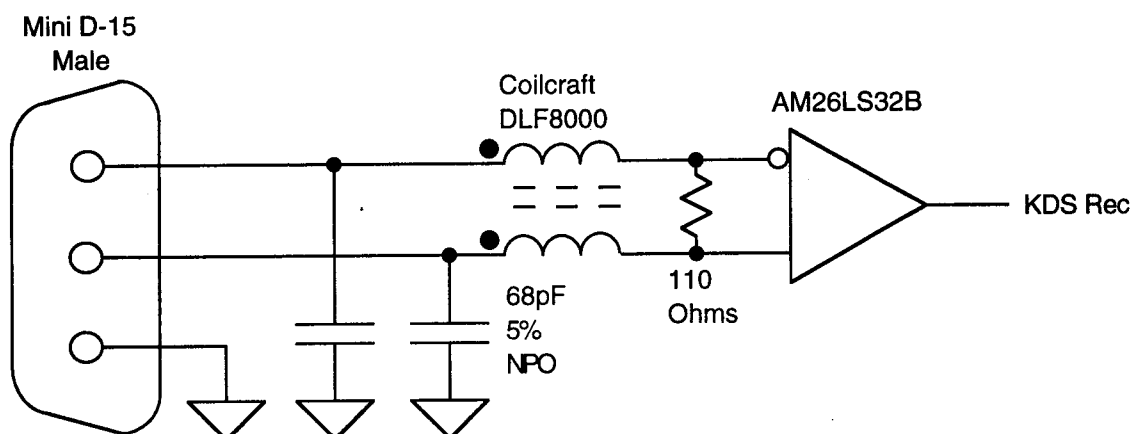 Mini D-15
Male
Coilcraft
DLF8000
AM26LS32B
KDS Rec
110
Ohms
68pF
5%
NPO